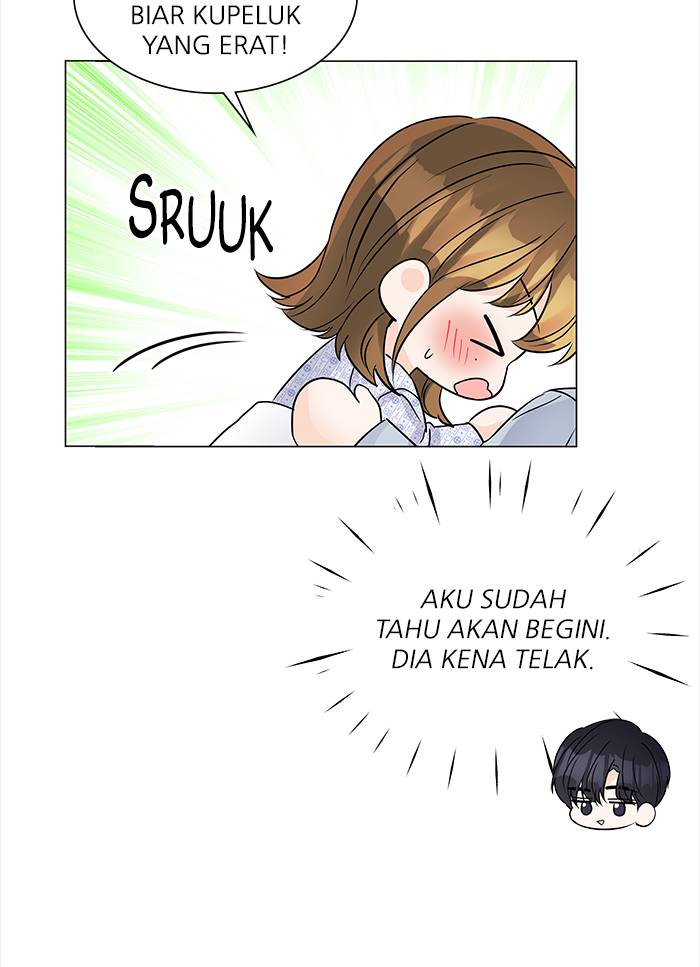 BIAR KUPELUK
YANG ERAT!
SRUUK
AKU SUDAH
TAHU AKAN BEGINI.
DIA KENA TELAK.